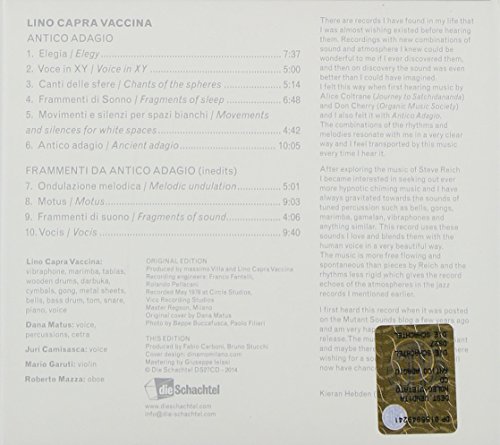 LINO CAPRA VACCINA
ANTICO ADAGIO
1. Elegia / Elegy 7:37
2. Voce in XY / Voice in XY 5:00
3. Canti delle sfere / Chants of the spheres 5:14
4. Frammenti di Sonno / Fragments of sleep 6:48
5. Movimenti e silenzi per spazi bianchi / Movements
and silences for white spaces 4:42
6. Antico adagio / Ancient adagio 10:05
FRAMMENTI DA ANTICO ADAGIO (inedits)
7. Ondulazione melodica / Melodic undulation 5:01
8. Motus / Motus 9:03
9. Frammenti di suono / Fragments of sound 4:06
10. Vocis / Vocis 9:40
Lino Capra Vaccina:
vibraphone, marimba, tablas,
wooden drums, darbuka,
cymbals, gong, metal sheets,
bells, bass drum, tom, snare,
piano, voice
Dana Matus: voice,
percussions, cetra
Juri Camisasca: voice
Mario Garuti: violin
Roberto Mazza: oboe
ORIGINAL EDITION
Produced by massimo Villa and Lino Capra Vaccina
Recording engineers: Franco Fantelli,
Rolando Pellacani
Recorded May 1978 at Circle Studios,
Vico Recording Studios
Master Regson, Milano
Original cover by Dana Matus
Photo by Beppe Buccafusca, Paolo Fileri
THIS EDITION
Produced by Fabio Carboni, Bruno Stucchi
Cover design: dinamomilano.com
Mastering by Giuseppe Ielasi
© Die Schachtel DS27CD - 2014
die Schachtel
There are records I have found in my life that
I was almost wishing existed before hearing
them. Recordings with new combinations of
sound and atmosphere I knew could be
wonderful to me if I ever discovered them,
and then on discovery the sound was even
better than I could have imagined.
I felt this way when first hearing music by
Alice Coltrane (Journey to Satchidananda)
and Don Cherry (Organic Music Society)
and I also felt it with Antico Adagio.
The combinations of the rhythms and
melodies resonate with me in a very clear
way and I feel transported by this music
every time I hear it.
After exploring the music of Steve Reich
I became interested in seeking out ever
more hypnotic chiming music and have
always gravitated towards the sounds of
tuned percussion such as bells, gongs,
marimba, gamelan, vibraphones and
anything similar. This record uses these
sounds I love and blends them with the
human voice in a very beautiful way.
The music is more free flowing and
spontaneous than pieces by Reich and the
rhythms less rigid which gives this record
echoes of the atmospheres in the jazz
records I mentioned earlier.
I first heard this record when it was posted
on the Mutant Sounds blog a few years ago
and am very ha
The m
wishing for a so
have
Kieran Hebden
DIE SCHACHTEL